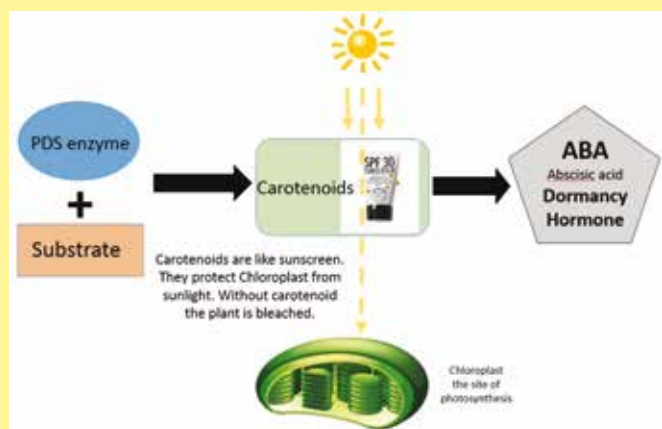 PDS enzyme
+
Substrate
Carotenoids
SPF 30
Carotenoids are like sunscreen.
They protect Chloroplast from
sunlight. Without carotenoid
the plant is bleached.
ABA
Abscisic acid
Dormancy
Hormone
Chloroplast
the site of
photosynthesis